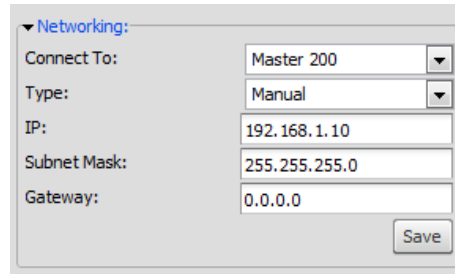 Networking:
Connect To: Master 200
Type: Manual
IP: 192.168.1.10
Subnet Mask: 255.255.255.0
Gateway: 0.0.0.0
Save